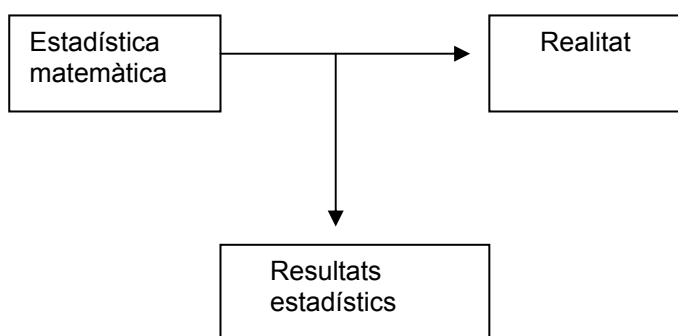 Estadística
matemàtica
Realitat
Resultats
estadístics